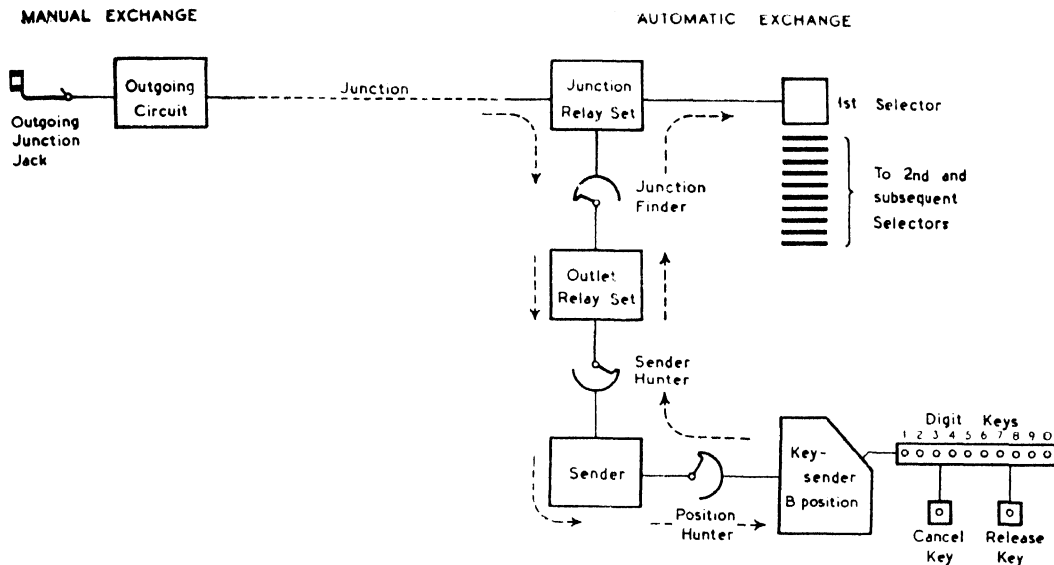 MANUAL EXCHANGE
AUTOMATIC EXCHANGE
Outgoing
Junction
Jack
Outgoing
Circuit
Junction
Junction
Relay Set
1st Selector
To 2nd and
subsequent
Selectors
Junction
Finder
Outlet
Relay Set
Sender
Hunter
Sender
Position
Hunter
Key-
sender
B position
Digit Keys
1 2 3 4 5 6 7 8 9 0
Cancel
Key
Release
Key